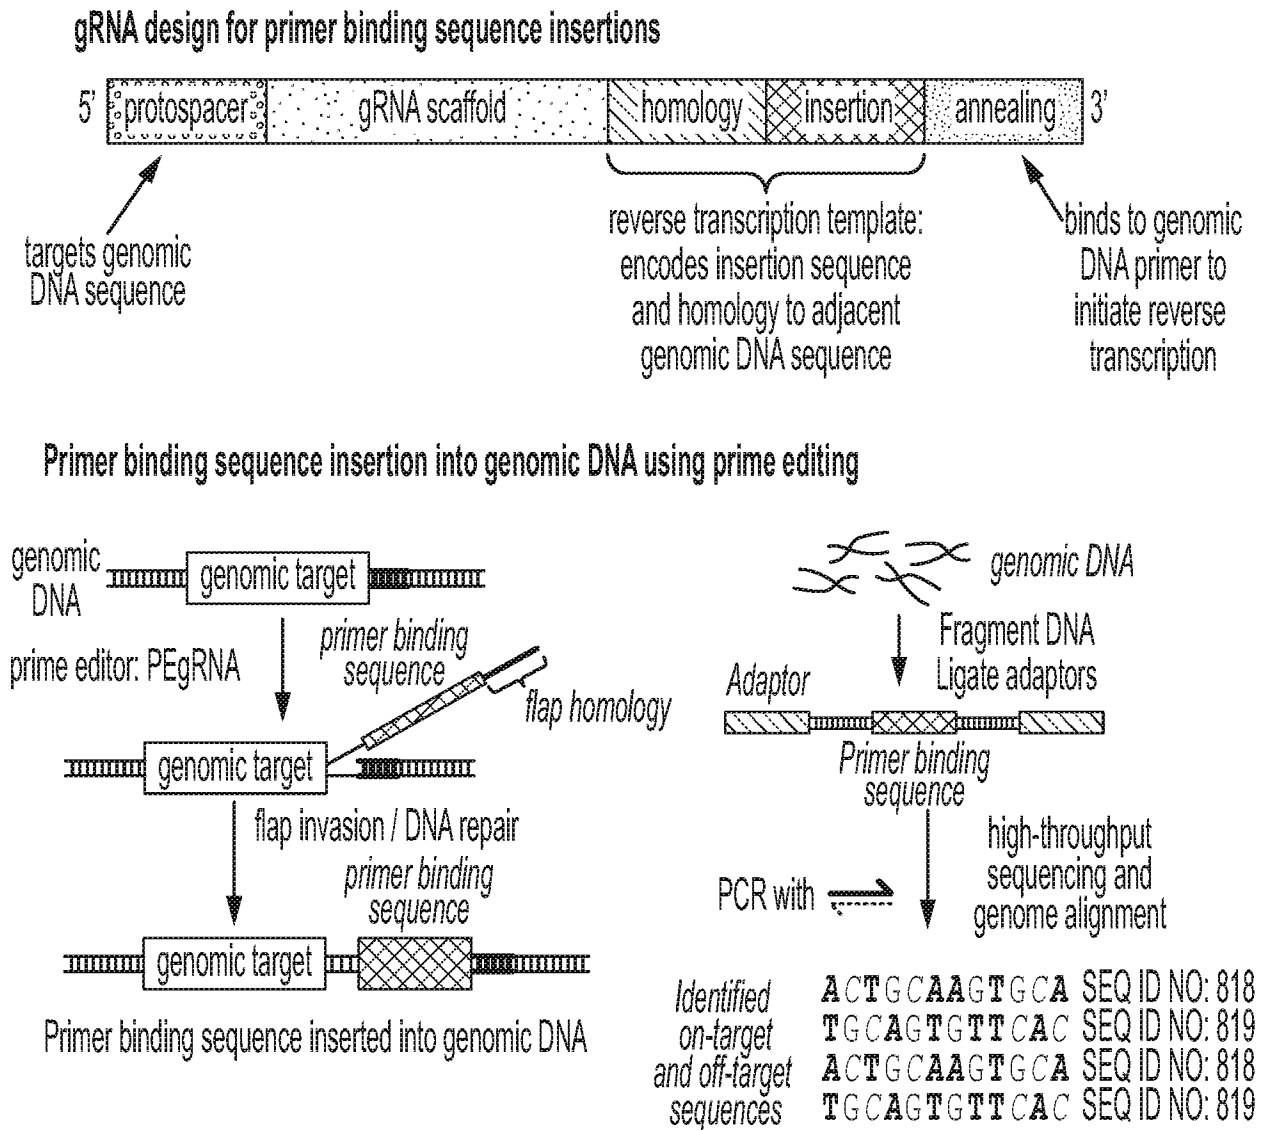 gRNA design for primer binding sequence insertions
5' protospacer gRNA scaffold homology insertion annealing 3'
targets genomic
DNA sequence
reverse transcription template:
encodes insertion sequence
and homology to adjacent
genomic DNA sequence
binds to genomic
DNA primer to
initiate reverse
transcription
Primer binding sequence insertion into genomic DNA using prime editing
genomic
DNA
genomic target
prime editor: PEgRNA
primer binding
sequence
flap homology
genomic target
flap invasion / DNA repair
primer binding
sequence
genomic target
Primer binding sequence inserted into genomic DNA
genomic DNA
Fragment DNA
Ligate adaptors
Adaptor
Primer binding
sequence
high-throughput
sequencing and
genome alignment
PCR with
Identified
on-target
and off-target
sequences
ACTGCAAGTGCA SEQ ID NO: 818
TGCAGTGTTCAC SEQ ID NO: 819
ACTGCAAGTGCA SEQ ID NO: 818
TGCAGTGTTCAC SEQ ID NO: 819